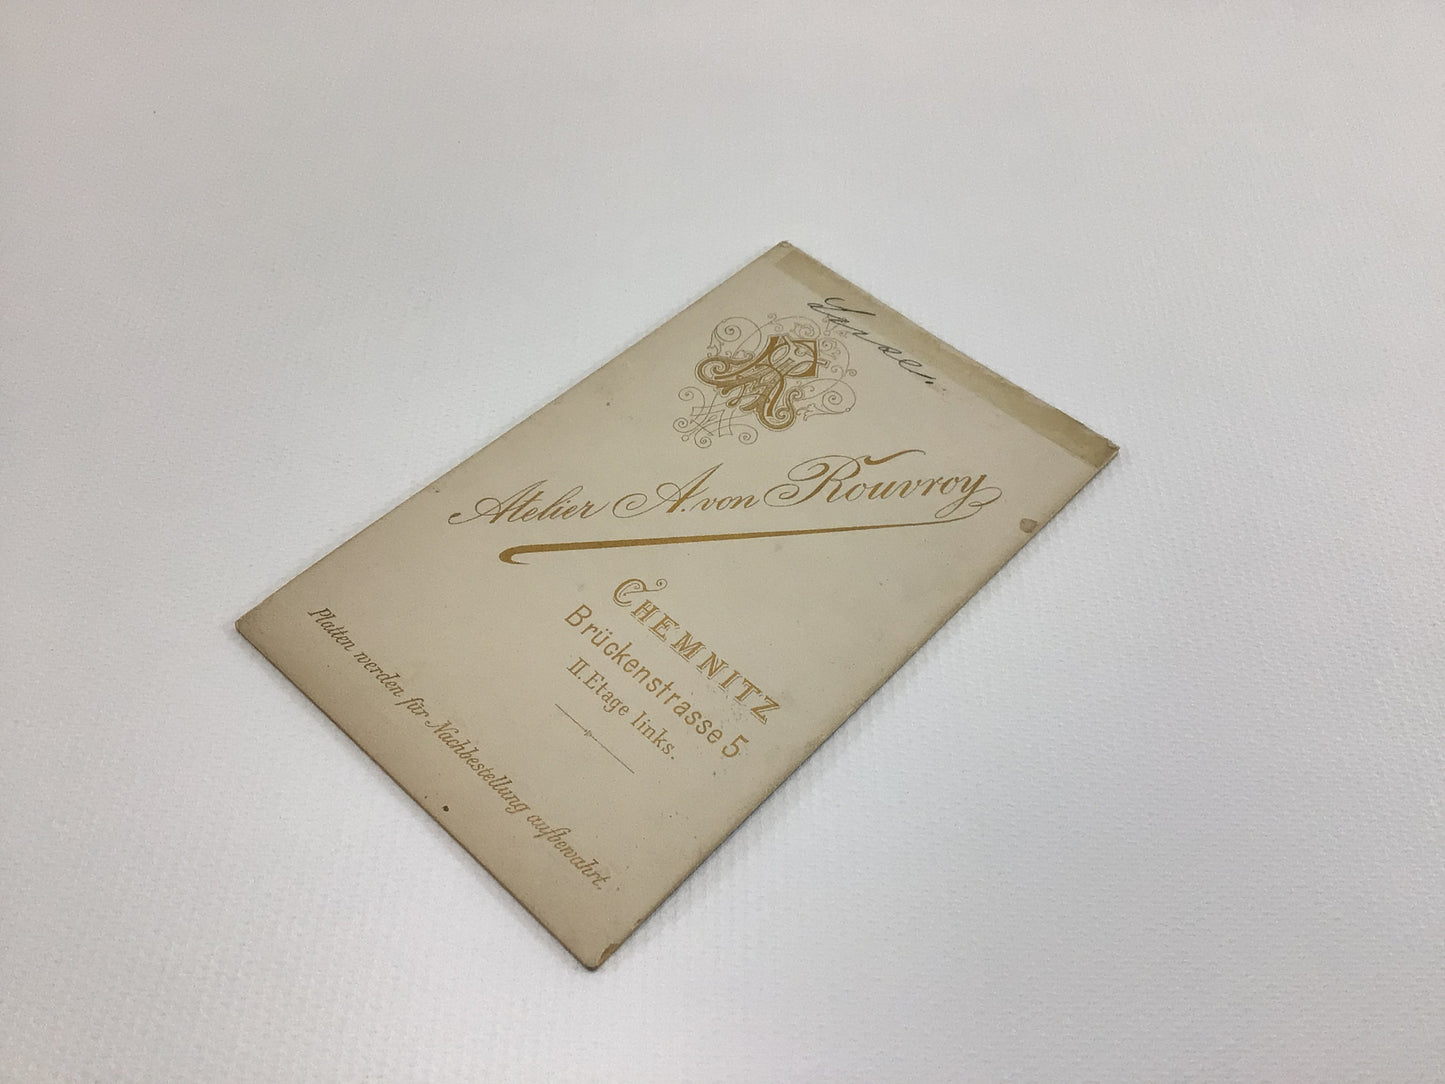 Atelier A. von Rouvroy
CHEMNITZ
Brückenstrasse 5
II. Etage links.
Platten werden für Nachbestellung aufbewahrt.